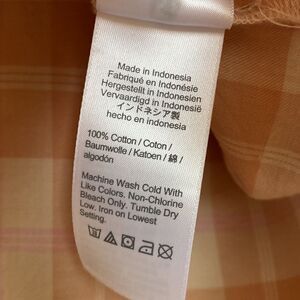 Made in Indonesia
Fabriqué en Indonésie
Hergestellt in Indonesien
Vervaardigd in Indonesië
インドネシア製
hecho en indonesia
100% Cotton / Coton /
Baumwolle / Katoen / 綿 /
algodón
Machine Wash Cold With
Like Colors. Non-Chlorine
Bleach Only. Tumble Dry
Low. Iron on Lowest
Setting.